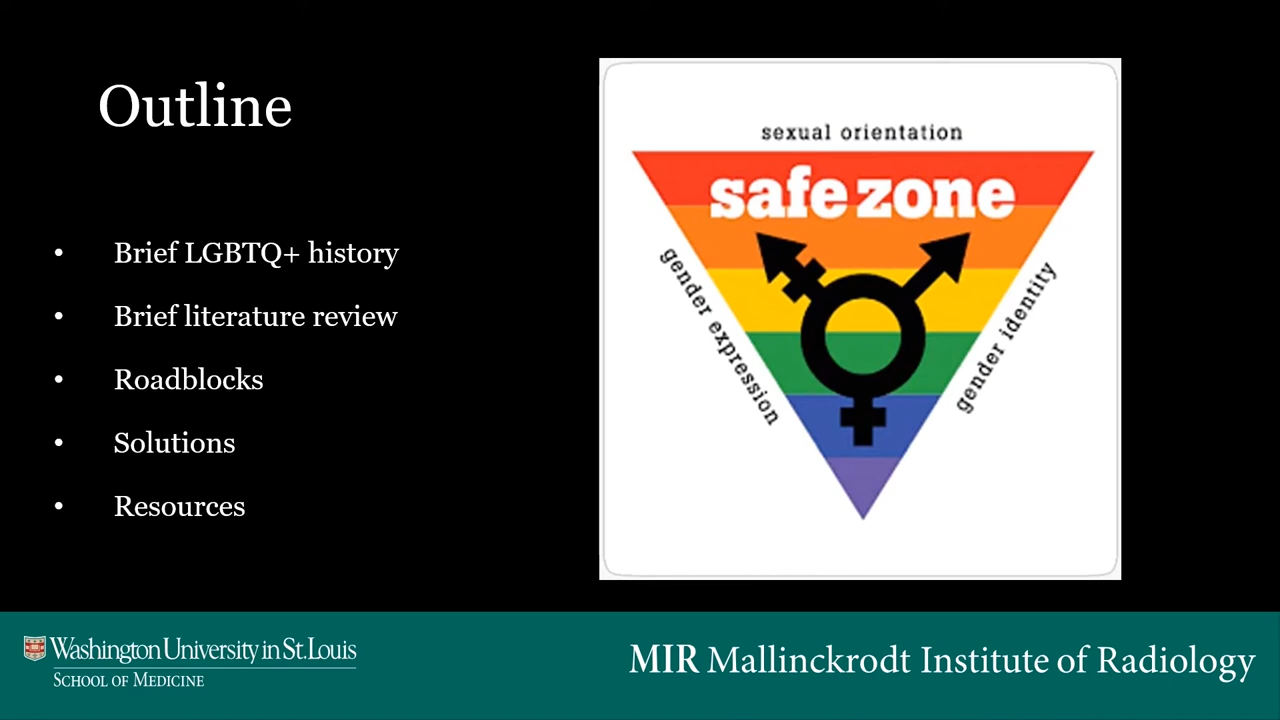 Outline
• Brief LGBTQ+ history
• Brief literature review
• Roadblocks
• Solutions
• Resources
sexual orientation
safe zone
gender expression
gender identity
Washington University in St. Louis
SCHOOL OF MEDICINE
MIR Mallinckrodt Institute of Radiology